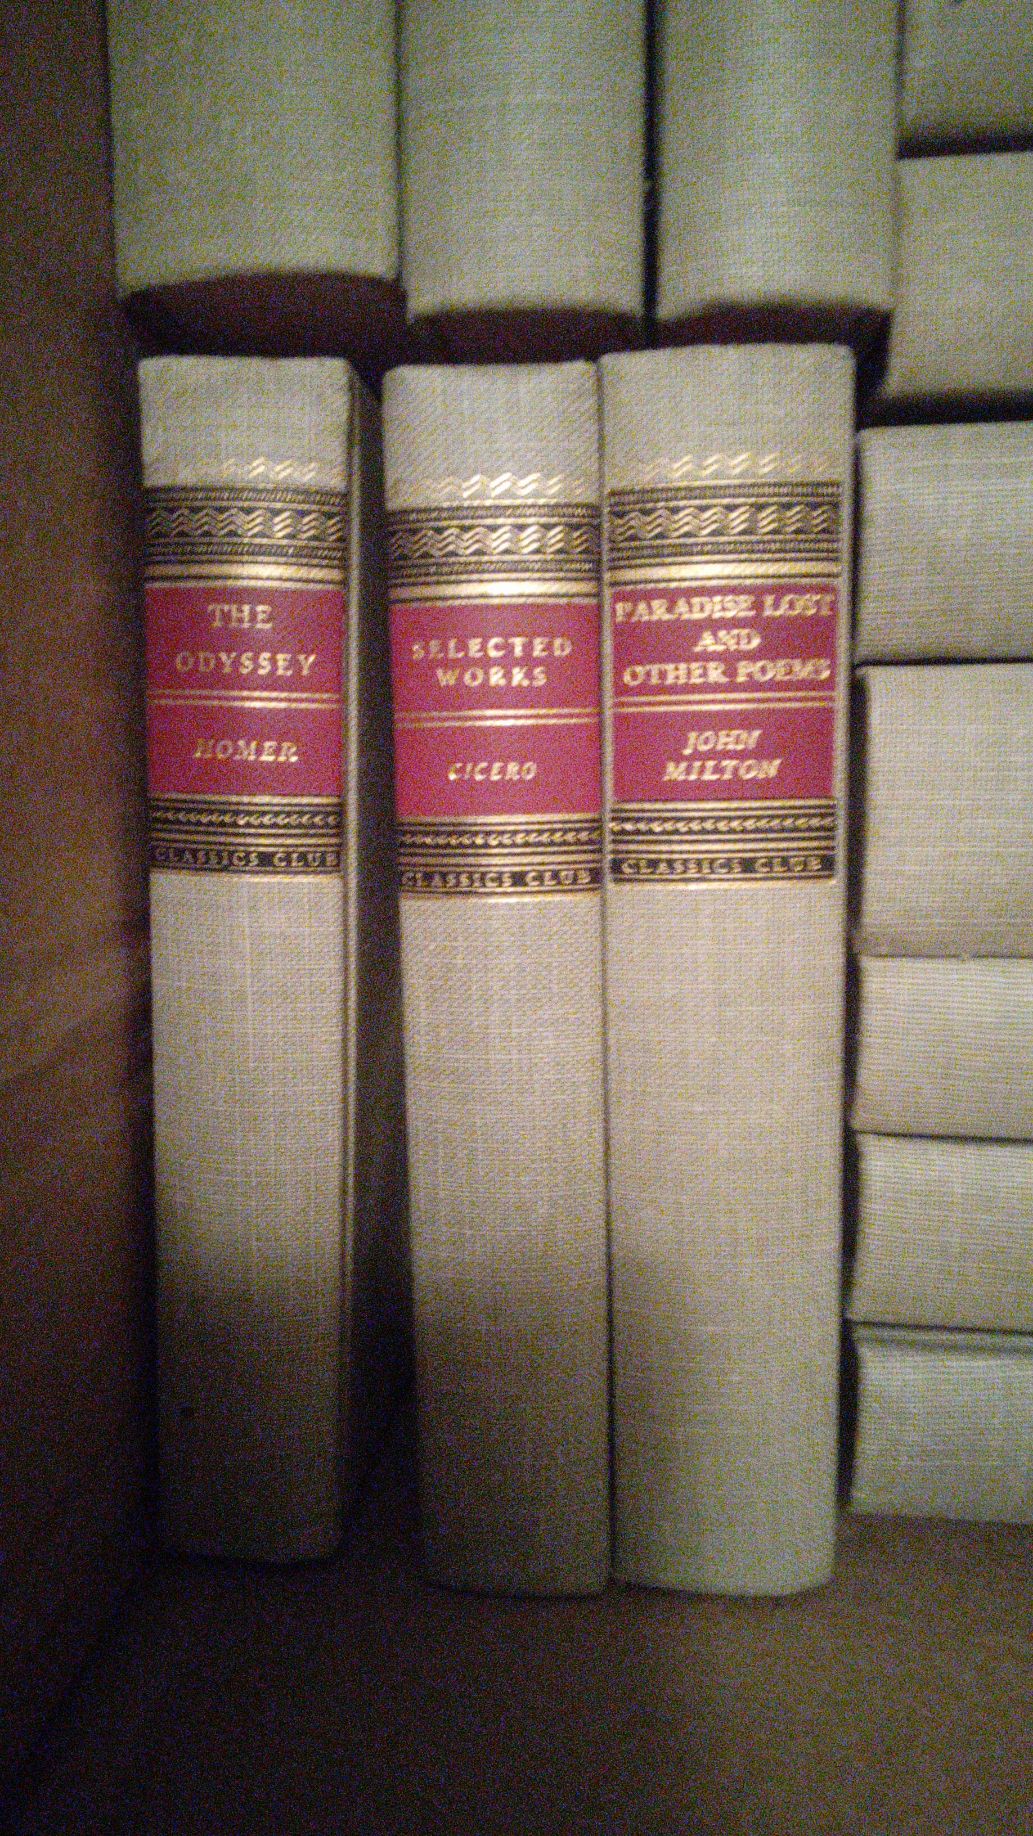 THE
ODYSSEY
HOMER
CLASSICS CLUB
SELECTED
WORKS
CICERO
CLASSICS CLUB
PARADISE LOST
AND
OTHER POEMS
JOHN
MILTON
CLASSICS CLUB